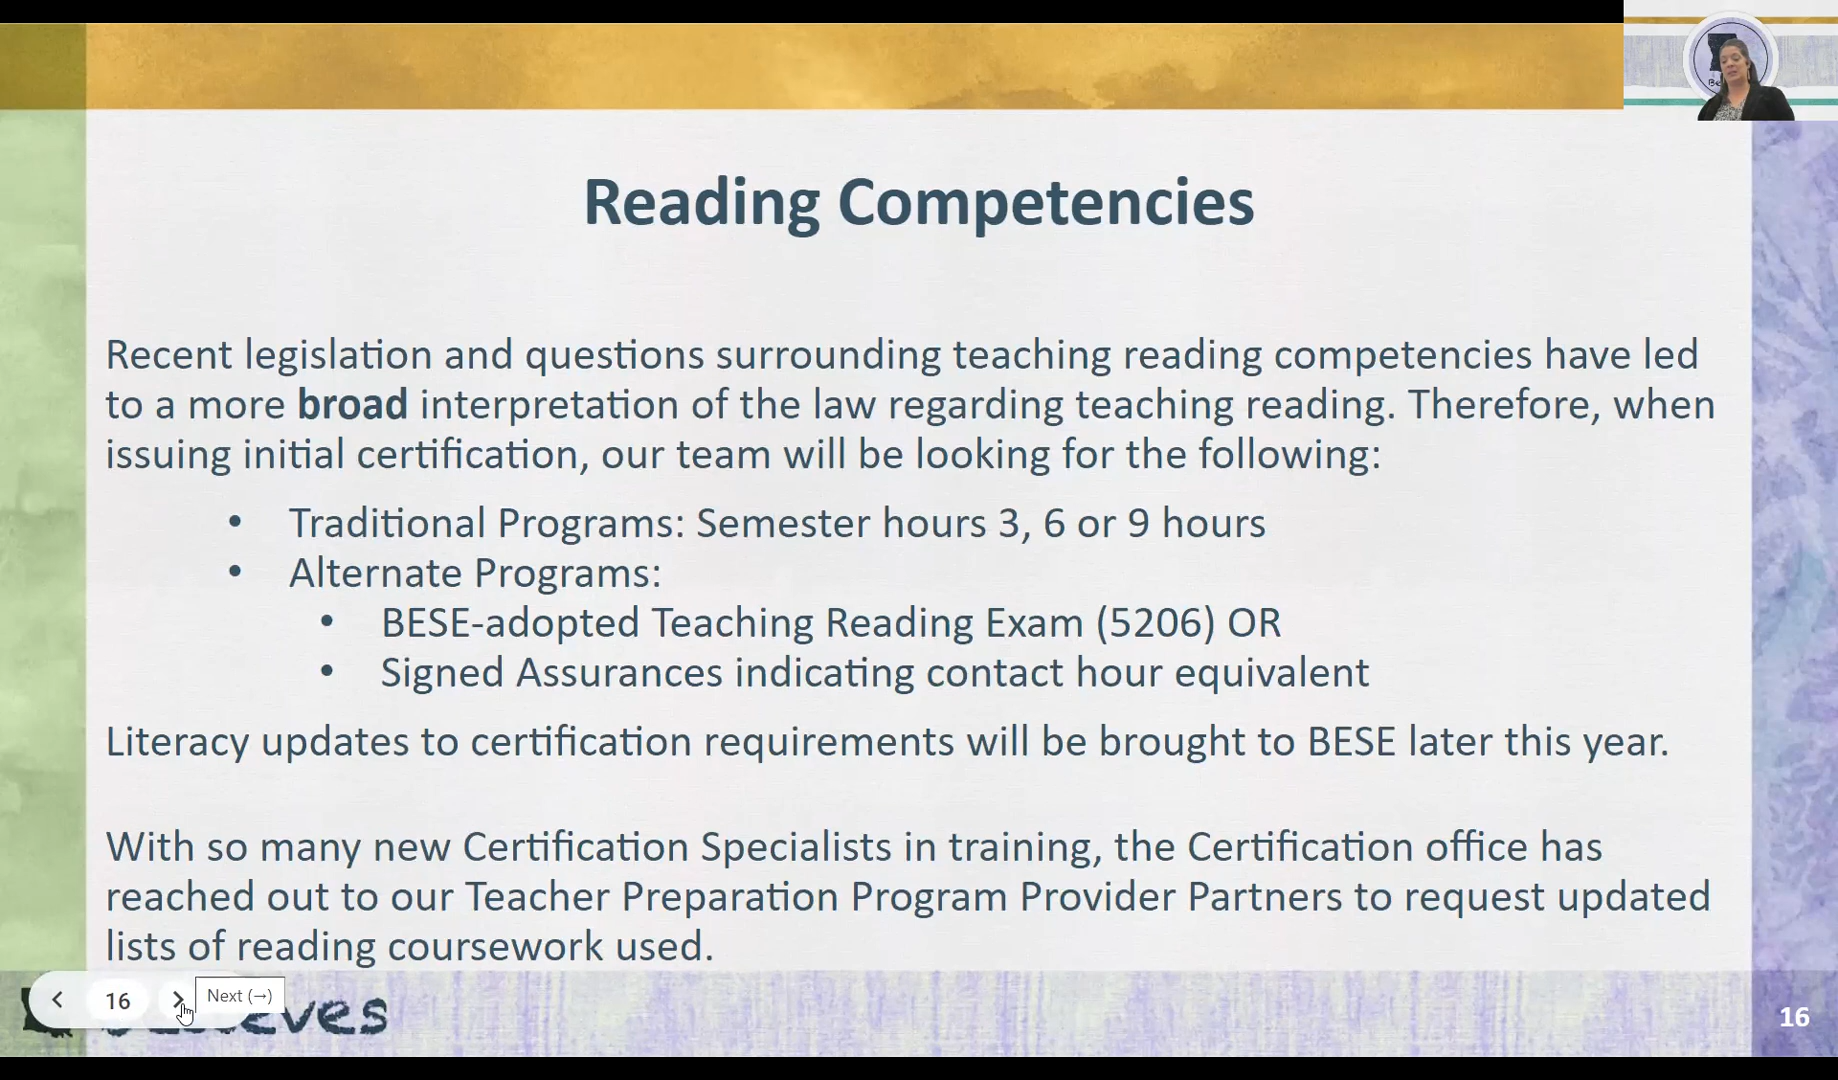 Reading Competencies
Recent legislation and questions surrounding teaching reading competencies have led
to a more broad interpretation of the law regarding teaching reading. Therefore, when
issuing initial certification, our team will be looking for the following:
• Traditional Programs: Semester hours 3, 6 or 9 hours
• Alternate Programs:
• BESE-adopted Teaching Reading Exam (5206) OR
• Signed Assurances indicating contact hour equivalent
Literacy updates to certification requirements will be brought to BESE later this year.
With so many new Certification Specialists in training, the Certification office has
reached out to our Teacher Preparation Program Provider Partners to request updated
lists of reading coursework used.
16
Next (→)
16